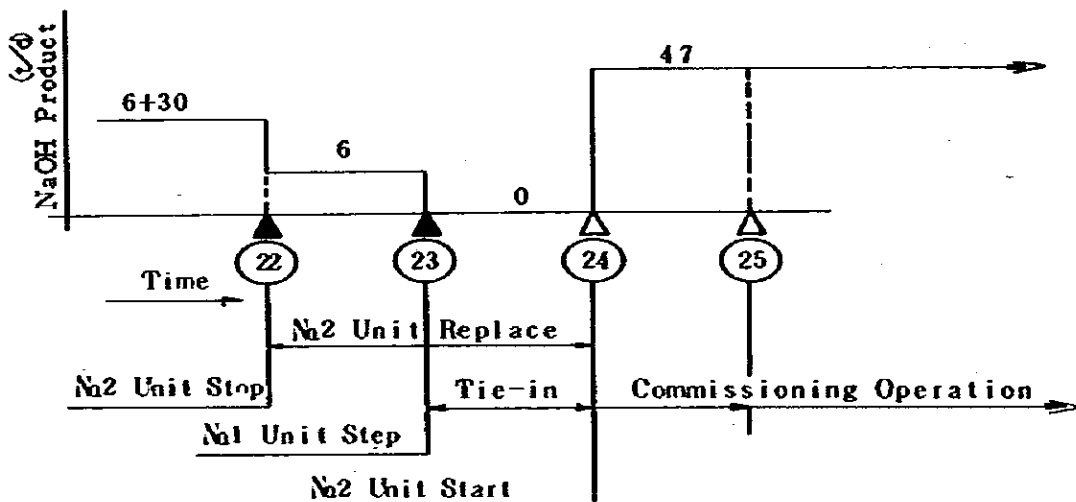 NaOH Product
(t/d)
47
6+30
6
0
22
23
24
25
Time
No2 Unit Replace
No2 Unit Stop
Tie-in
Commissioning Operation
No1 Unit Step
No2 Unit Start